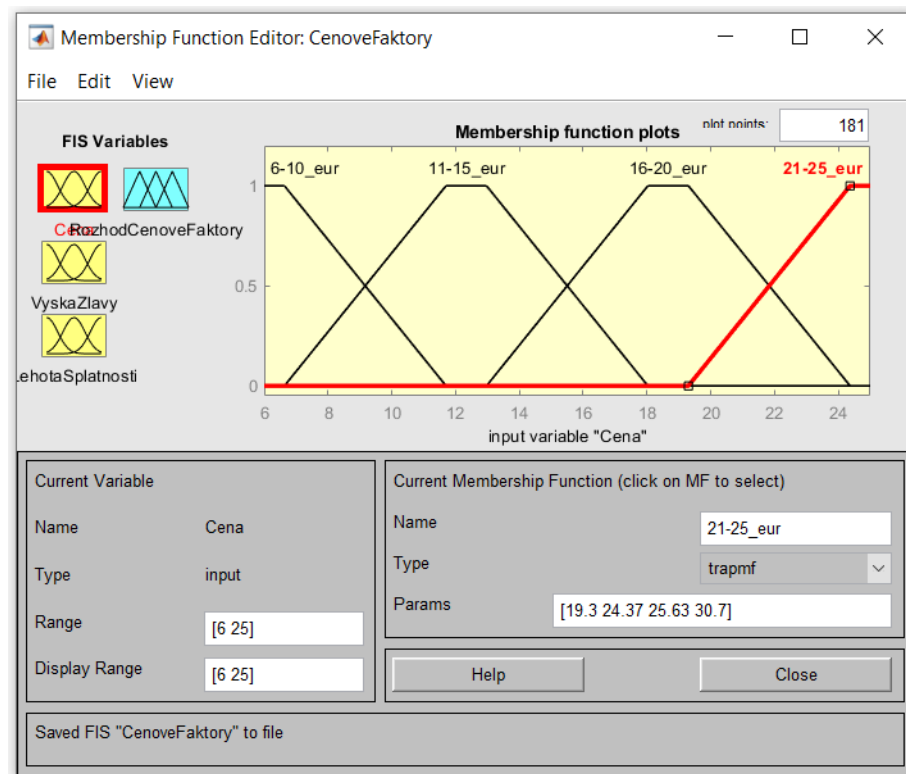 Membership Function Editor: CenoveFaktory
File Edit View
FIS Variables
Membership function plots
plot points:
181
6-10_eur 11-15_eur 16-20_eur 21-25_eur
1
0.5
0
6 8 10 12 14 16 18 20 22 24
input variable "Cena"
Cena
RozhodCenoveFaktory
VyskaZlavy
LehotaSplatnosti
Current Variable
Name Cena
Type input
Range [6 25]
Display Range [6 25]
Current Membership Function (click on MF to select)
Name 21-25_eur
Type trapmf
Params [19.3 24.37 25.63 30.7]
Help Close
Saved FIS "CenoveFaktory" to file